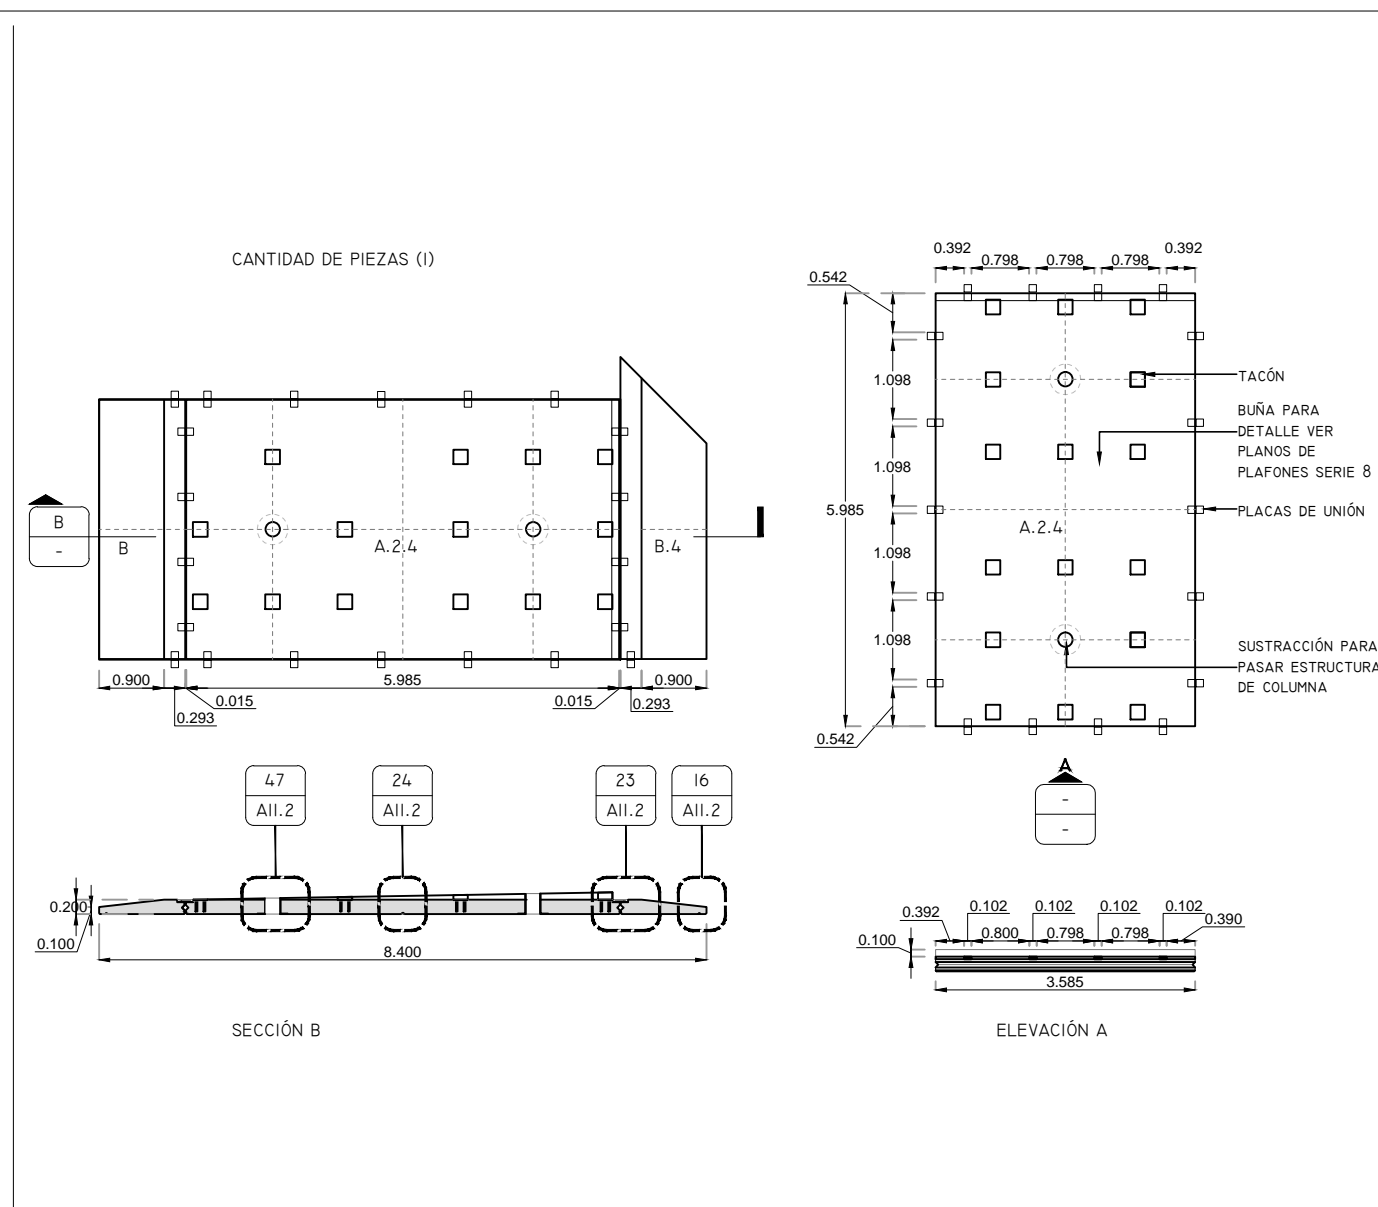 CANTIDAD DE PIEZAS (1)
B
-
B
A.2.4
B.4
0.900
5.985
0.900
0.015
0.015
0.293
0.293
47
A11.2
24
A11.2
23
A11.2
16
A11.2
0.200
0.100
8.400
SECCIÓN B
0.392
0.392
0.798
0.798
0.798
0.542
1.098
1.098
5.985
1.098
1.098
0.542
A.2.4
TACÓN
BUÑA PARA
DETALLE VER
PLANOS DE
PLAFONES SERIE 8
PLACAS DE UNIÓN
SUSTRACCIÓN PARA
PASAR ESTRUCTURA
DE COLUMNA
A
-
-
0.392
0.102
0.102
0.102
0.102
0.390
0.100
0.800
0.798
0.798
3.585
ELEVACIÓN A